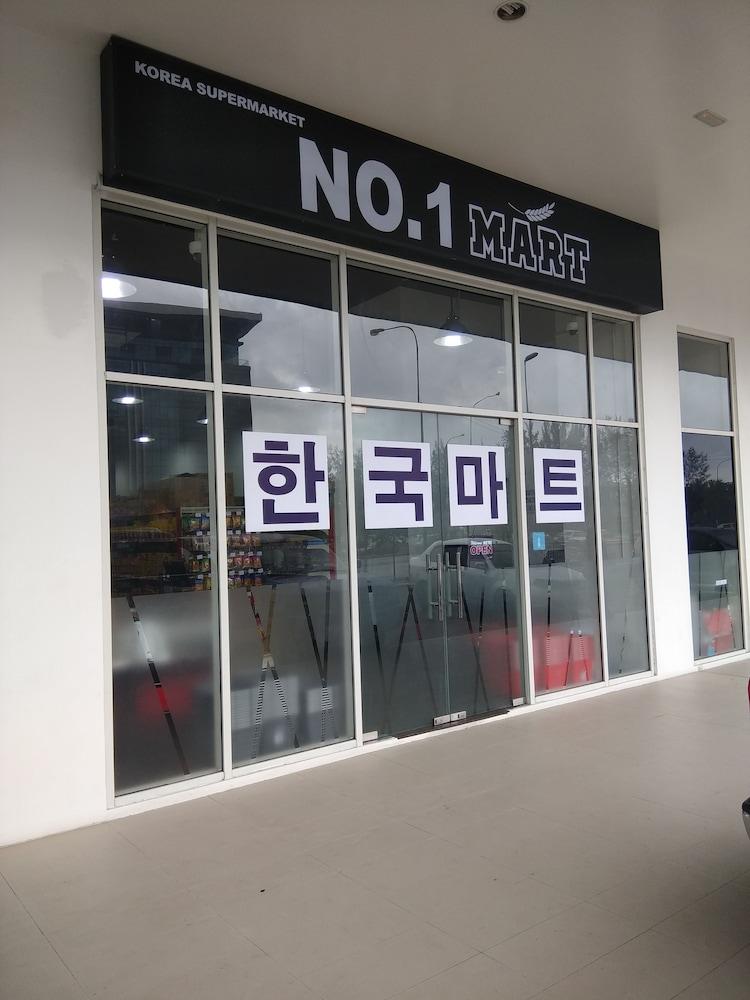 KOREA SUPERMARKET
NO.1 MART
한국마트
OPEN